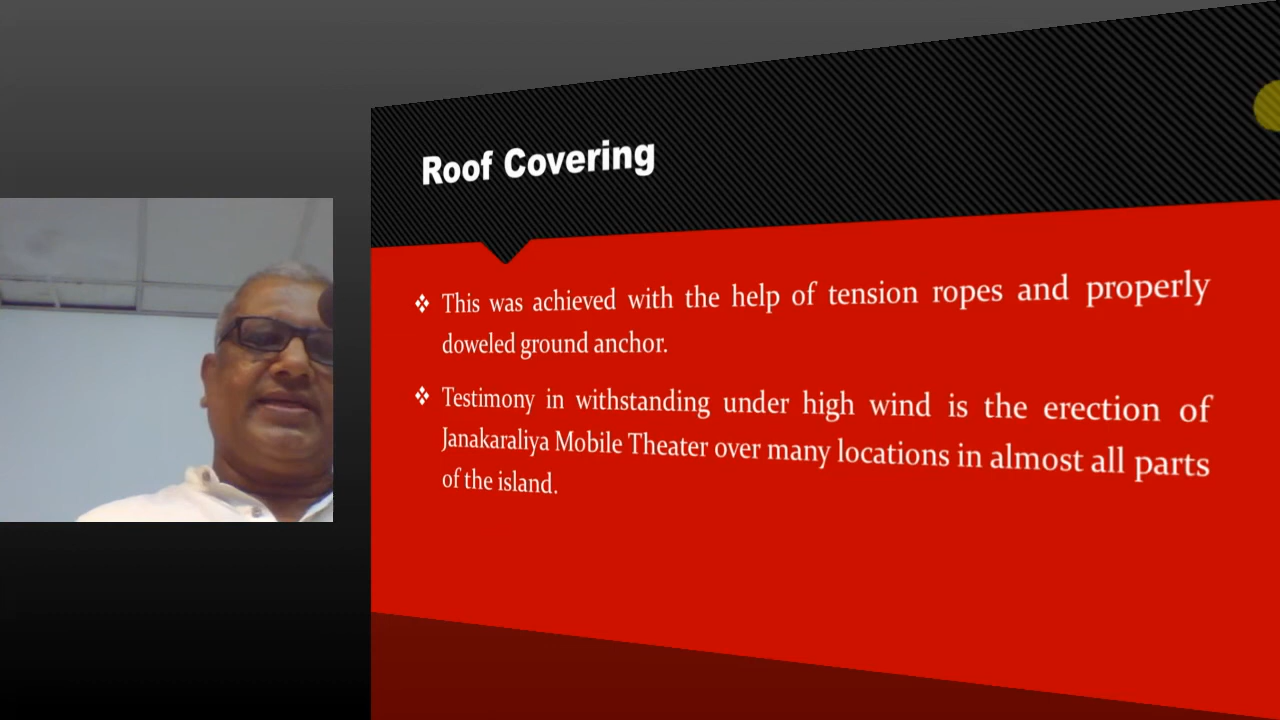 Roof Covering
❖ This was achieved with the help of tension ropes and properly
doweled ground anchor.
❖ Testimony in withstanding under high wind is the erection of
Janakaraliya Mobile Theater over many locations in almost all parts
of the island.